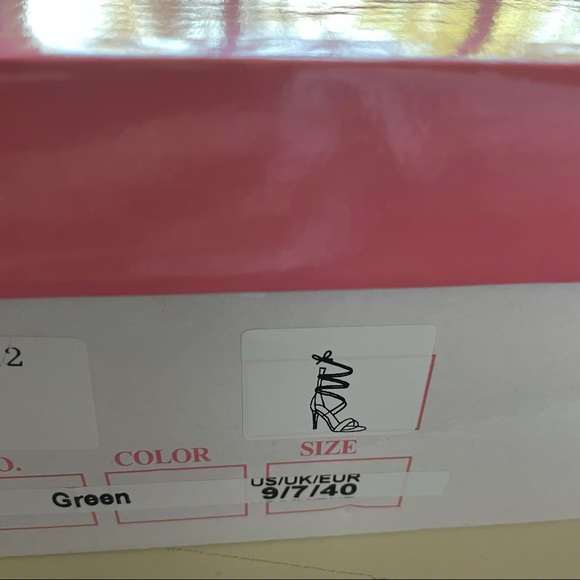 2
O. COLOR SIZE
Green US/UK/EUR
9/7/40